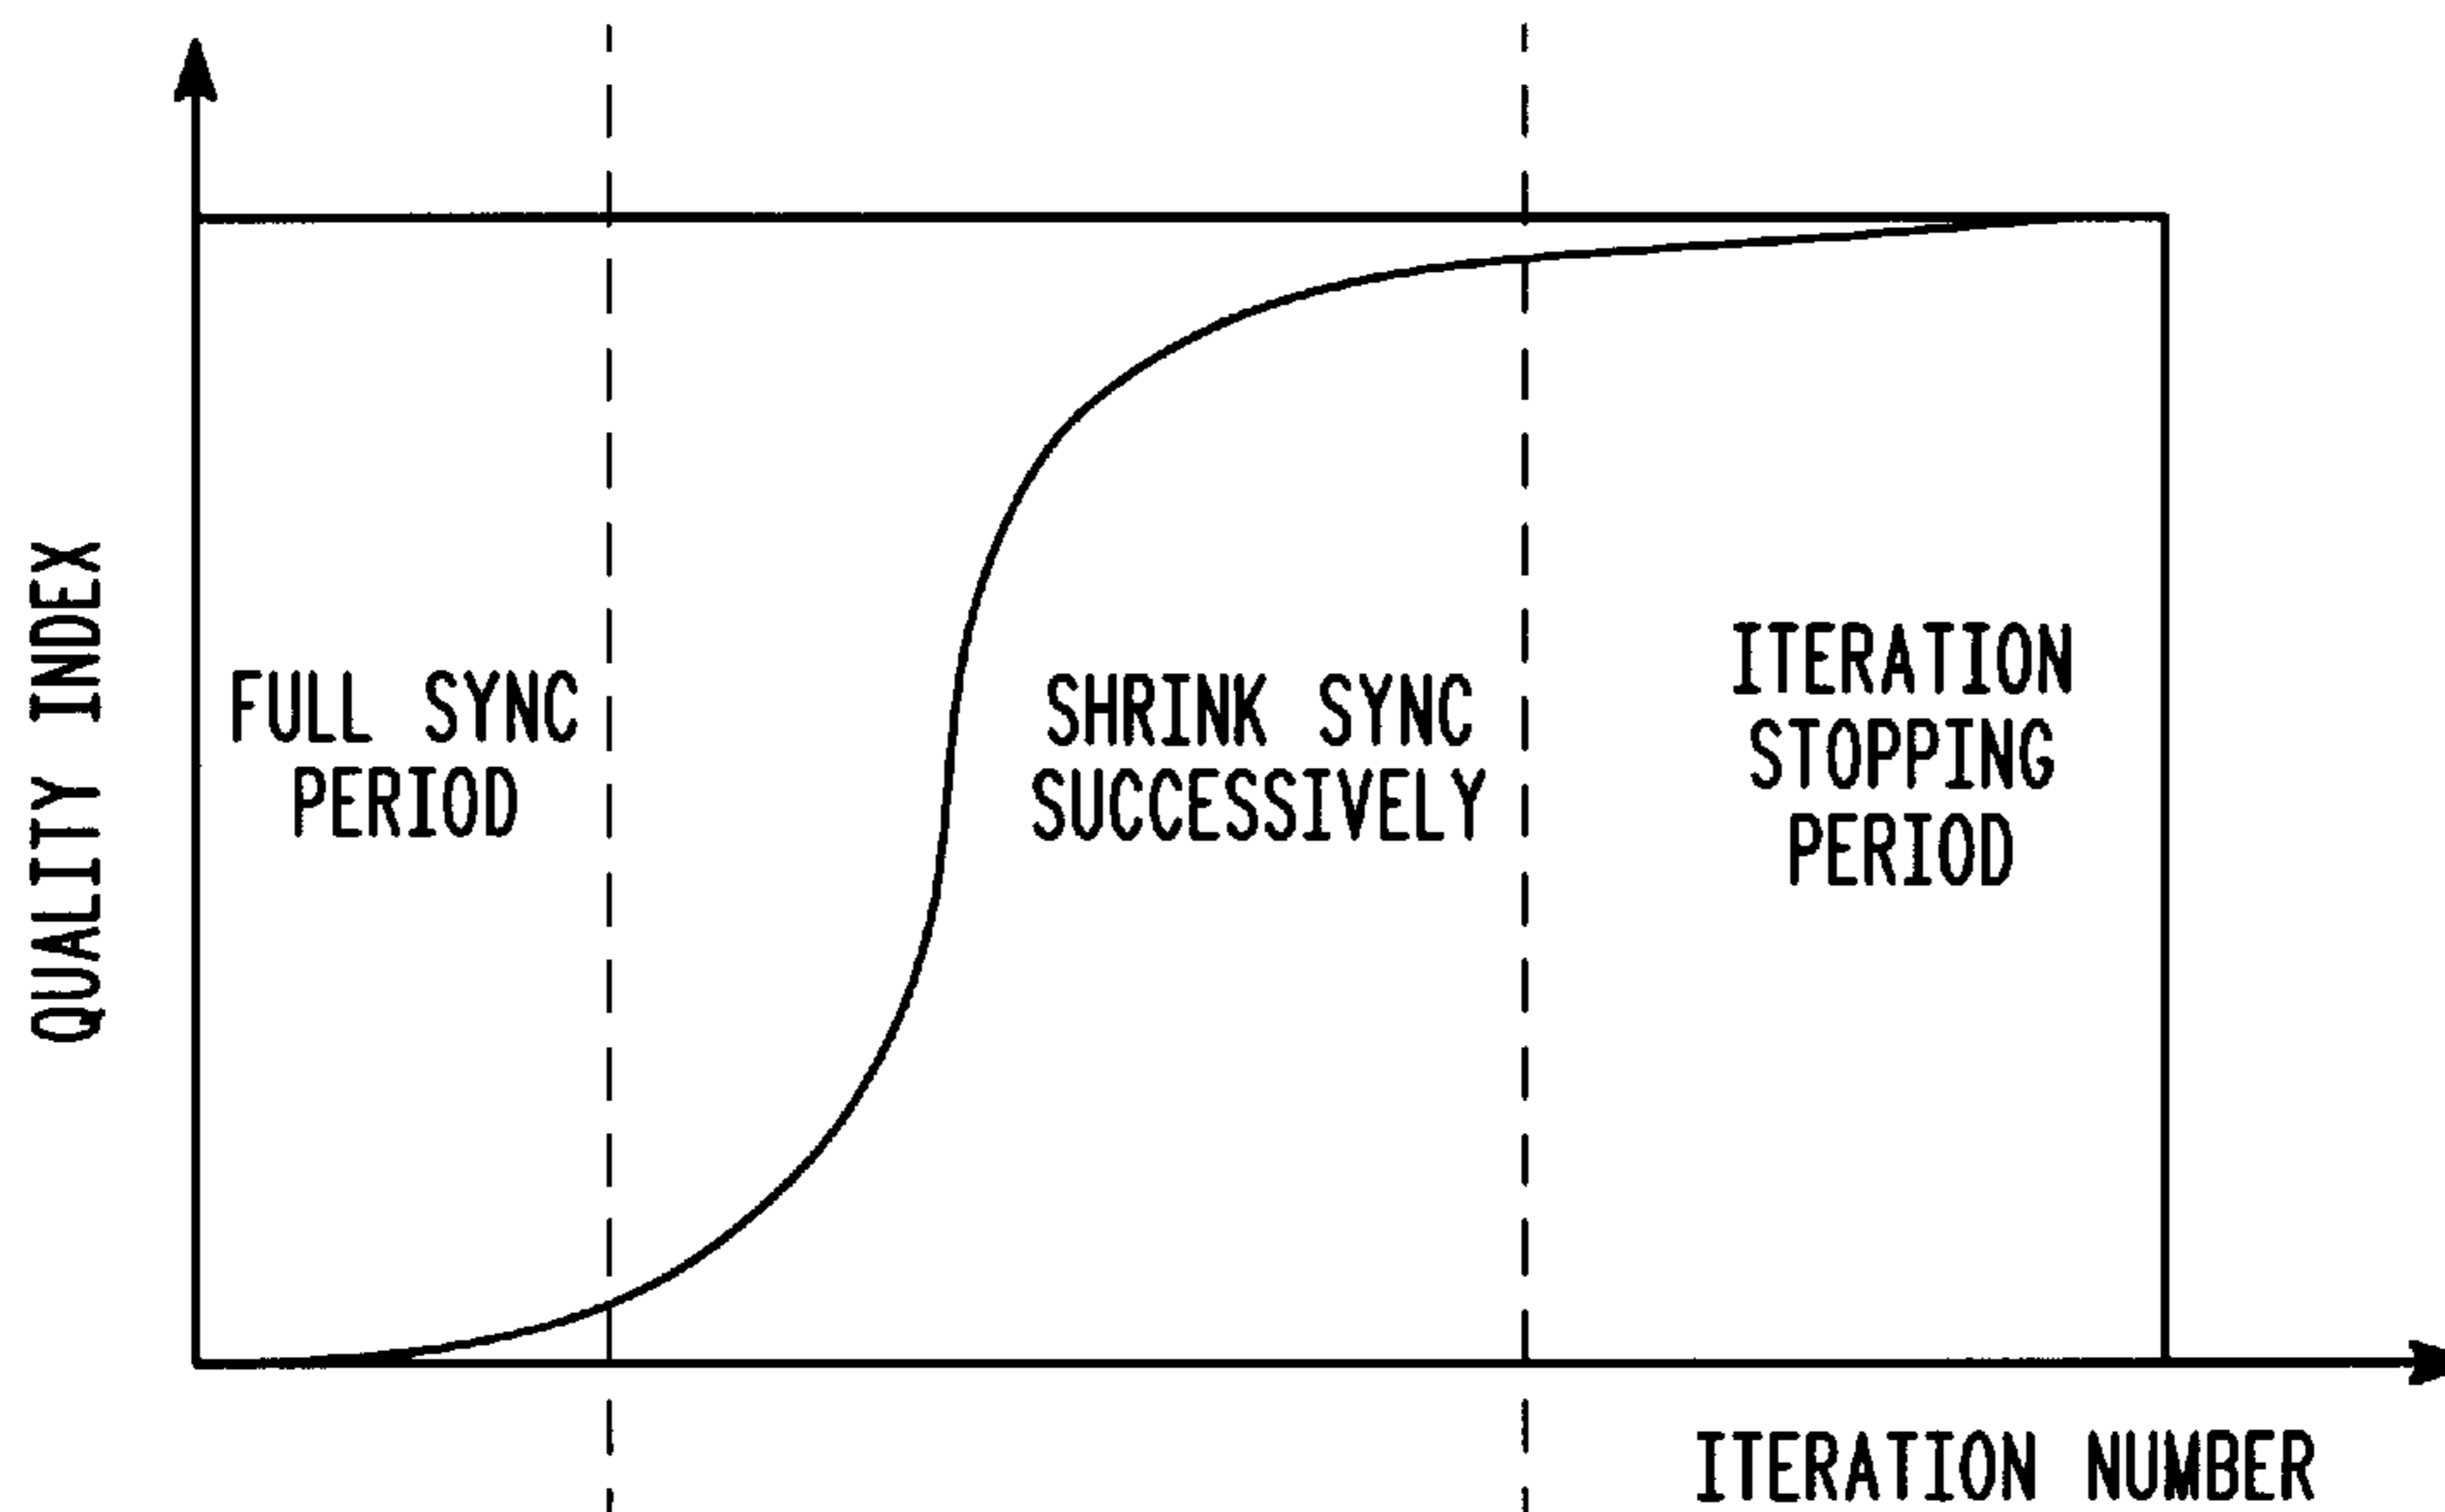 QUALITY INDEX
FULL SYNC
PERIOD
SHRINK SYNC
SUCCESSIVELY
ITERATION
STOPPING
PERIOD
ITERATION NUMBER